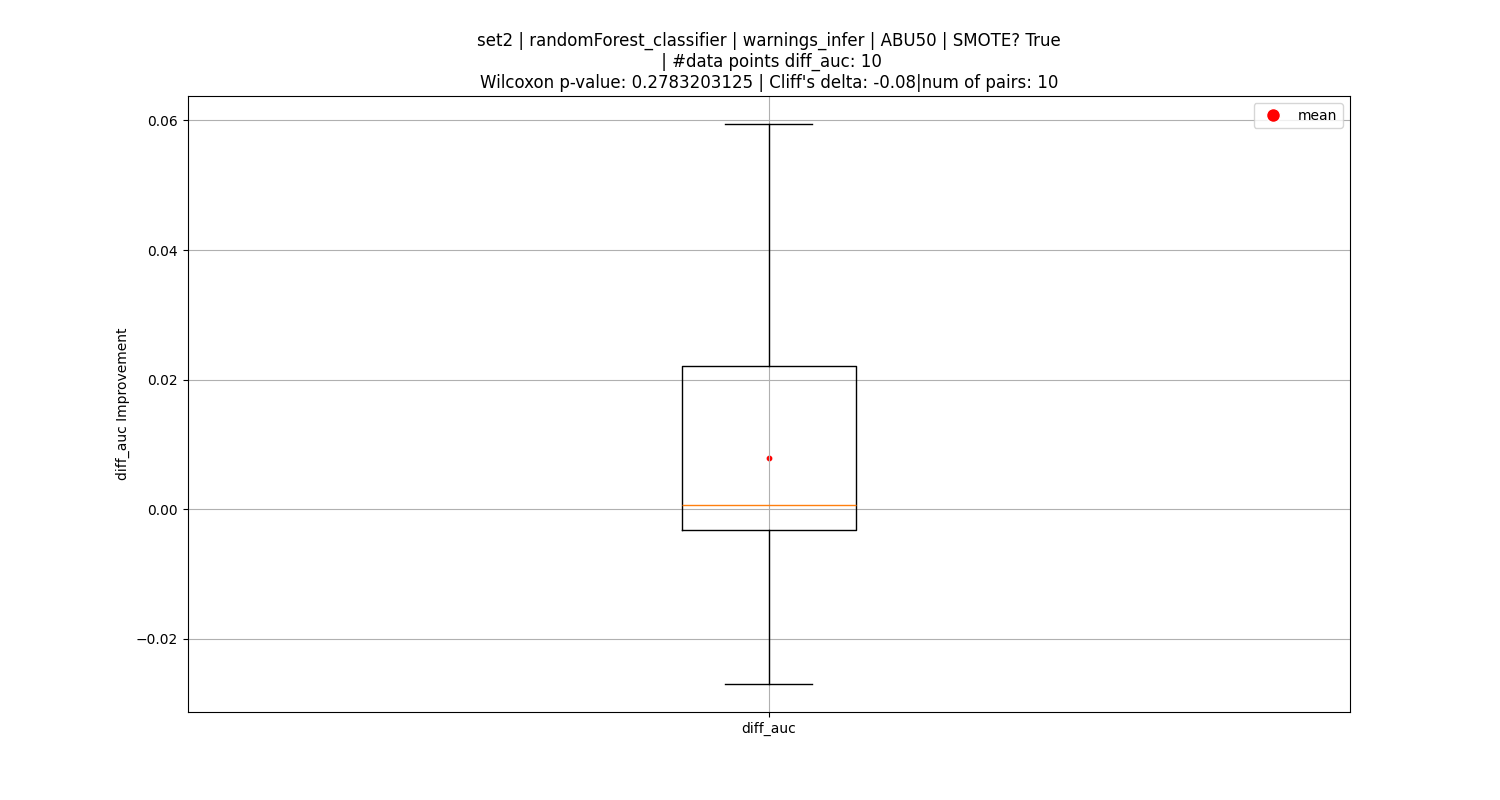 set2 | randomForest_classifier | warnings_infer | ABU50 | SMOTE? True
| #data points diff_auc: 10
Wilcoxon p-value: 0.2783203125 | Cliff's delta: -0.08|num of pairs: 10
mean
0.06
0.04
0.02
0.00
−0.02
diff_auc Improvement
diff_auc